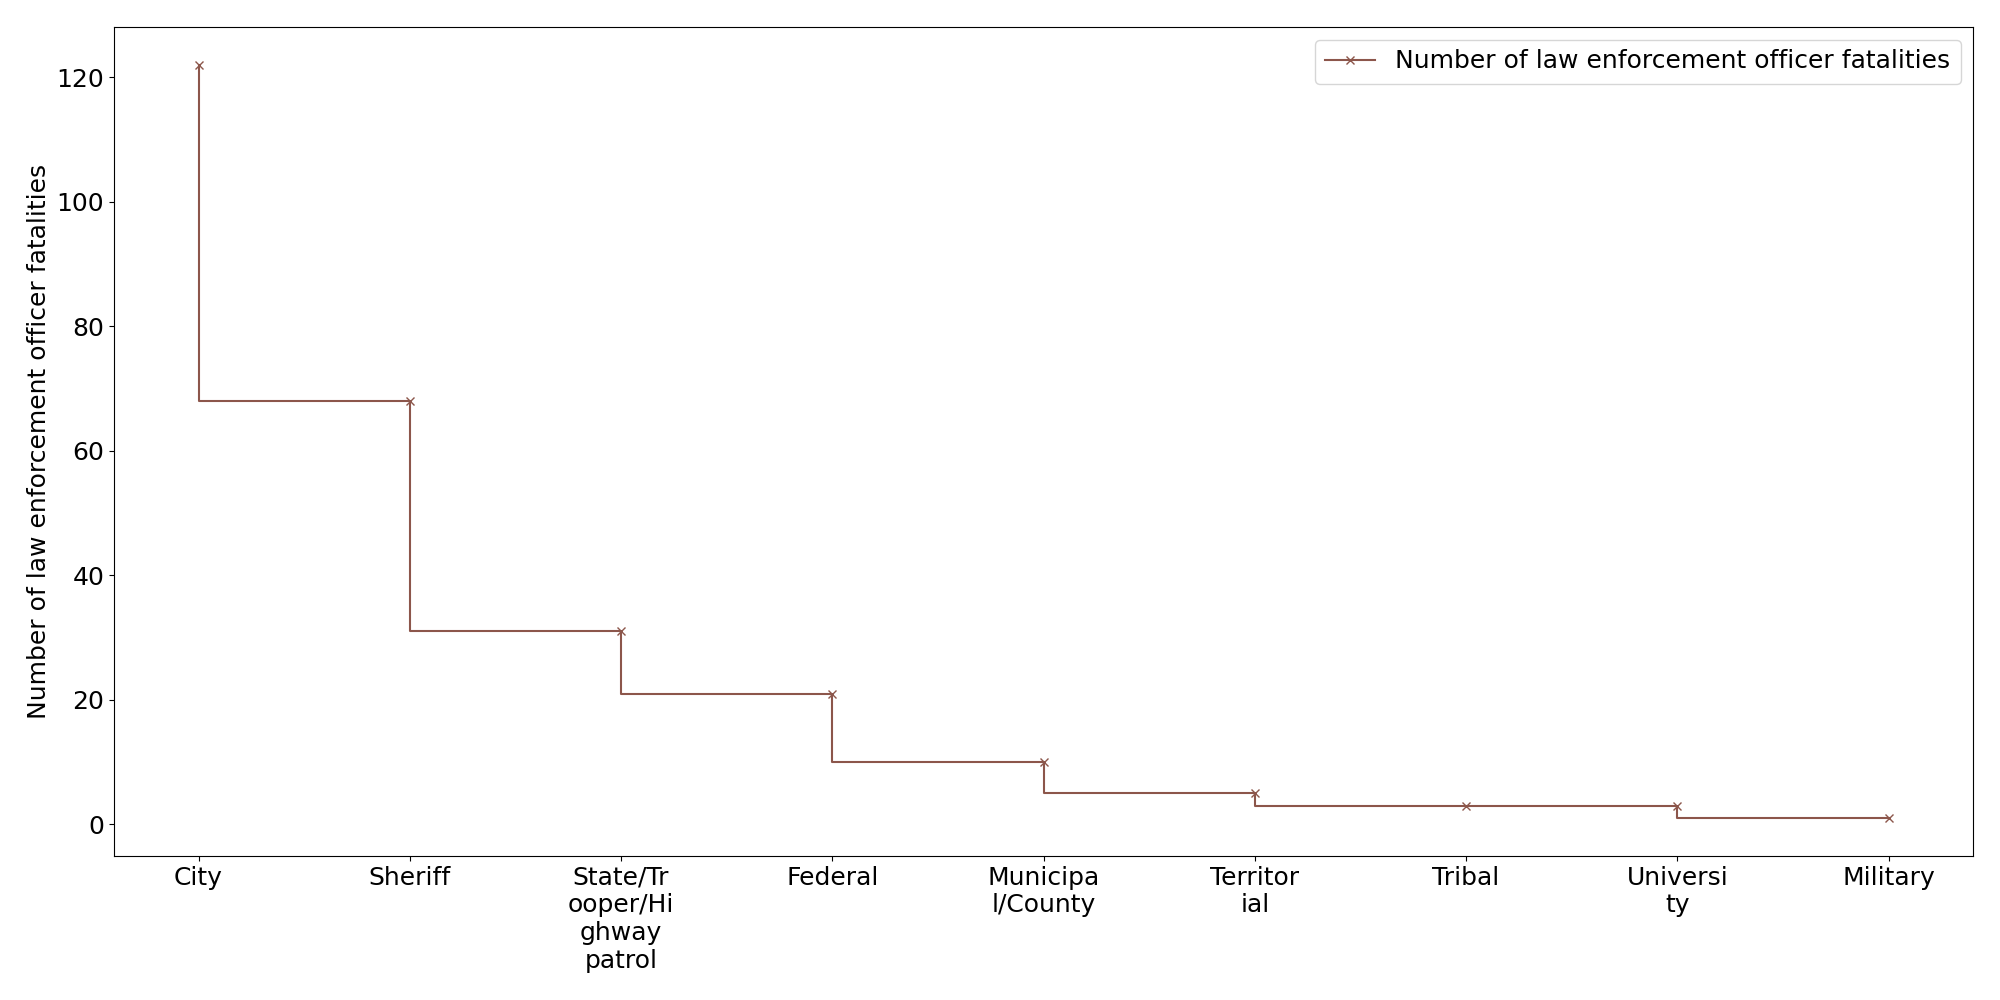 Number of law enforcement officer fatalities
Number of law enforcement officer fatalities
120
100
80
60
40
20
0
City
Sheriff
State/Tr
ooper/Hi
ghway
patrol
Federal
Municipa
l/County
Territor
ial
Tribal
Universi
ty
Military